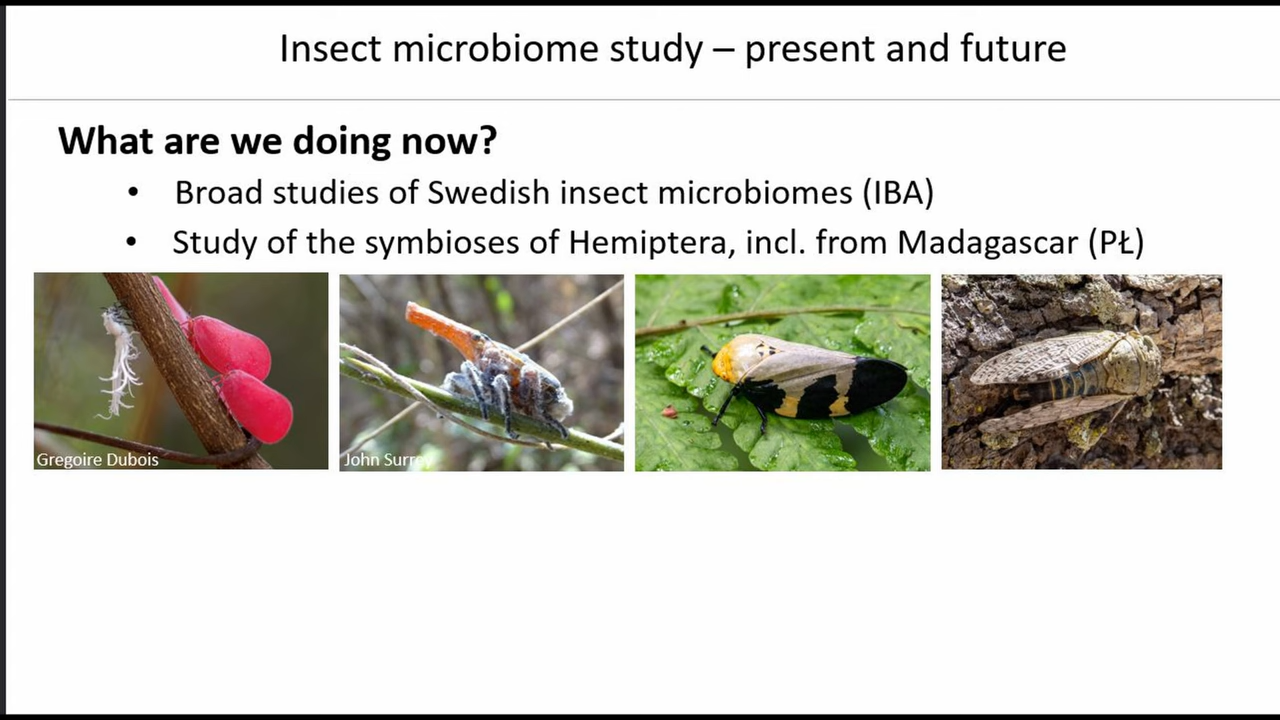 Insect microbiome study – present and future
What are we doing now?
• Broad studies of Swedish insect microbiomes (IBA)
• Study of the symbioses of Hemiptera, incl. from Madagascar (PŁ)
Gregoire Dubois
John Surrey